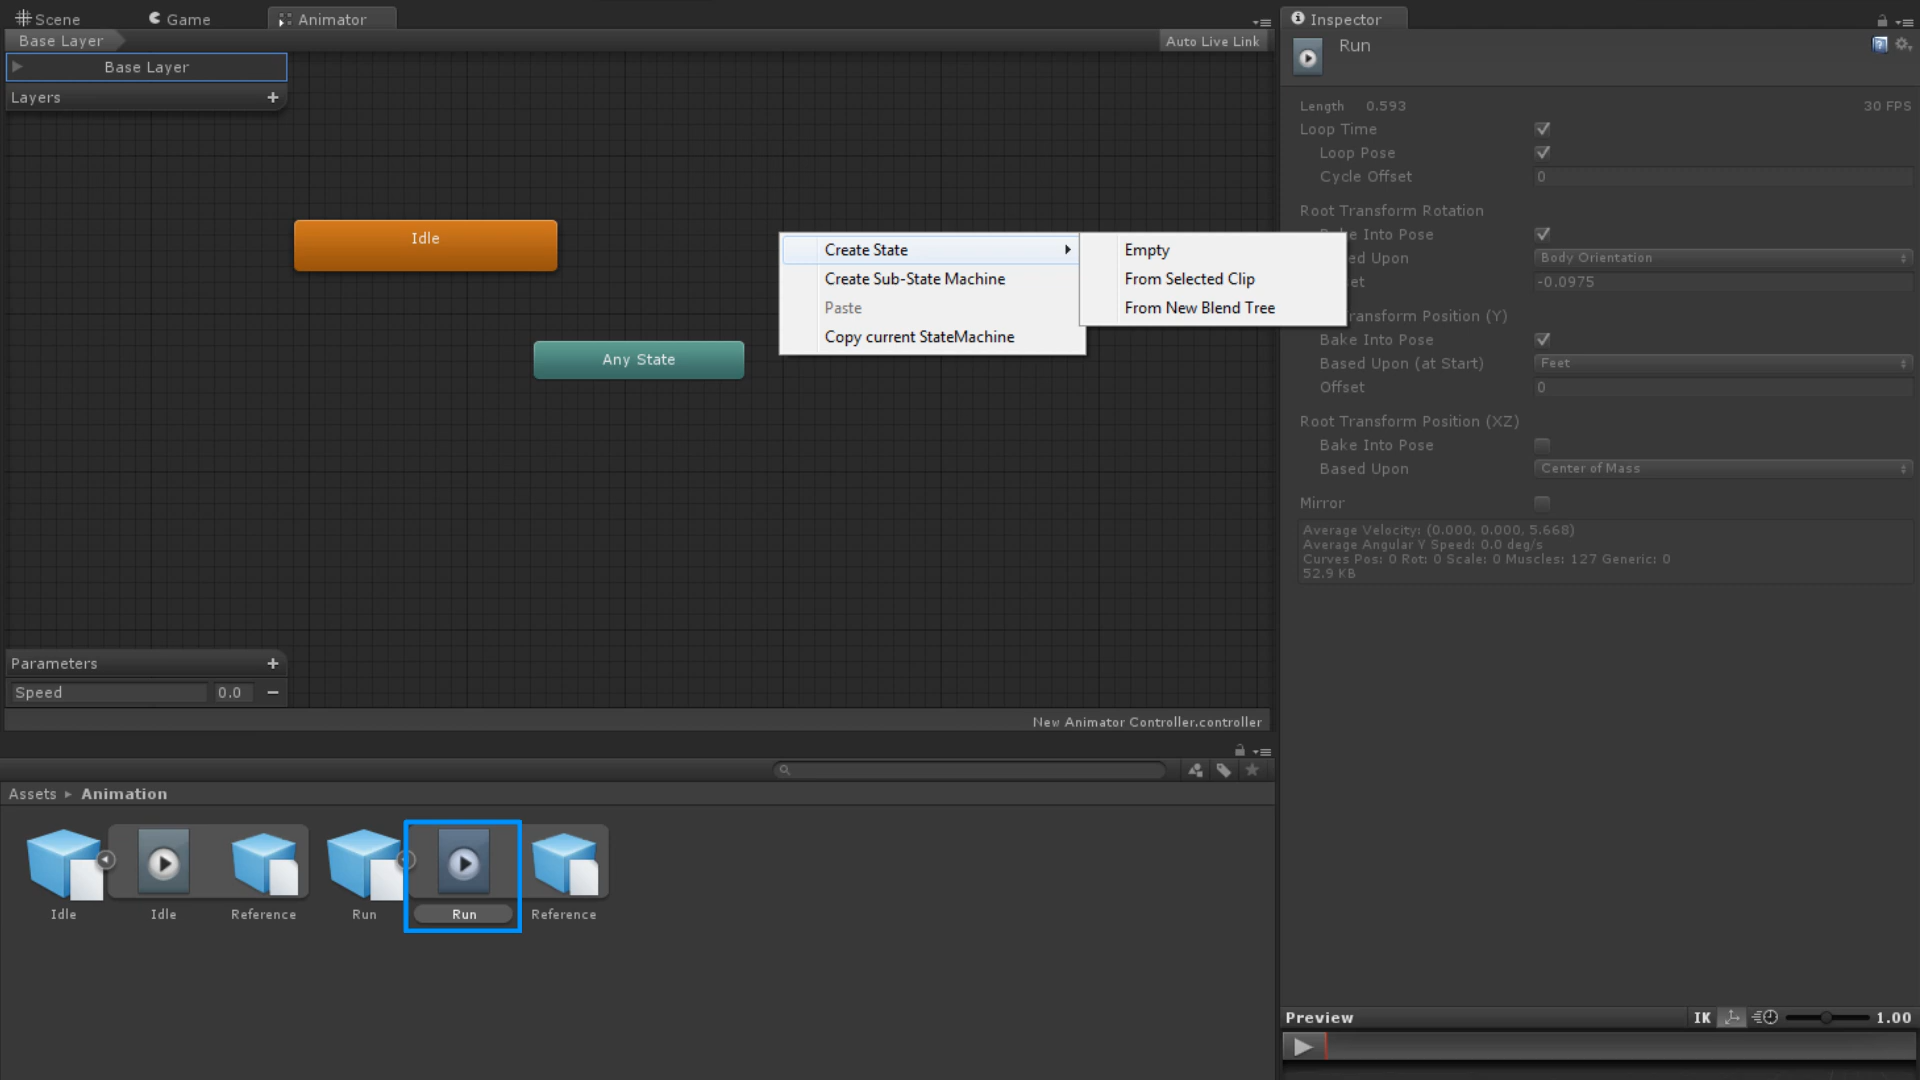 Scene
Game
Animator
Base Layer
Auto Live Link
Base Layer
Layers
Idle
Any State
Create State
Create Sub-State Machine
Paste
Copy current StateMachine
Empty
From Selected Clip
From New Blend Tree
Parameters
Speed 0.0
New Animator Controller.controller
Assets Animation
Idle
Idle
Reference
Run
Run
Reference
Inspector
Run
Length 0.593 30 FPS
Loop Time
Loop Pose
Cycle Offset 0
Root Transform Rotation
Into Pose
Upon Body Orientation
-0.0975
Transform Position (Y)
Bake Into Pose
Based Upon (at Start) Feet
Offset 0
Root Transform Position (XZ)
Bake Into Pose
Based Upon Center of Mass
Mirror
Average Velocity: (0.000, 0.000, 5.668)
Average Angular Y Speed: 0.0 deg/s
Curves Pos: 0 Rot: 0 Scale: 0 Muscles: 127 Generic: 0
52.9 KB
Preview IK 1.00